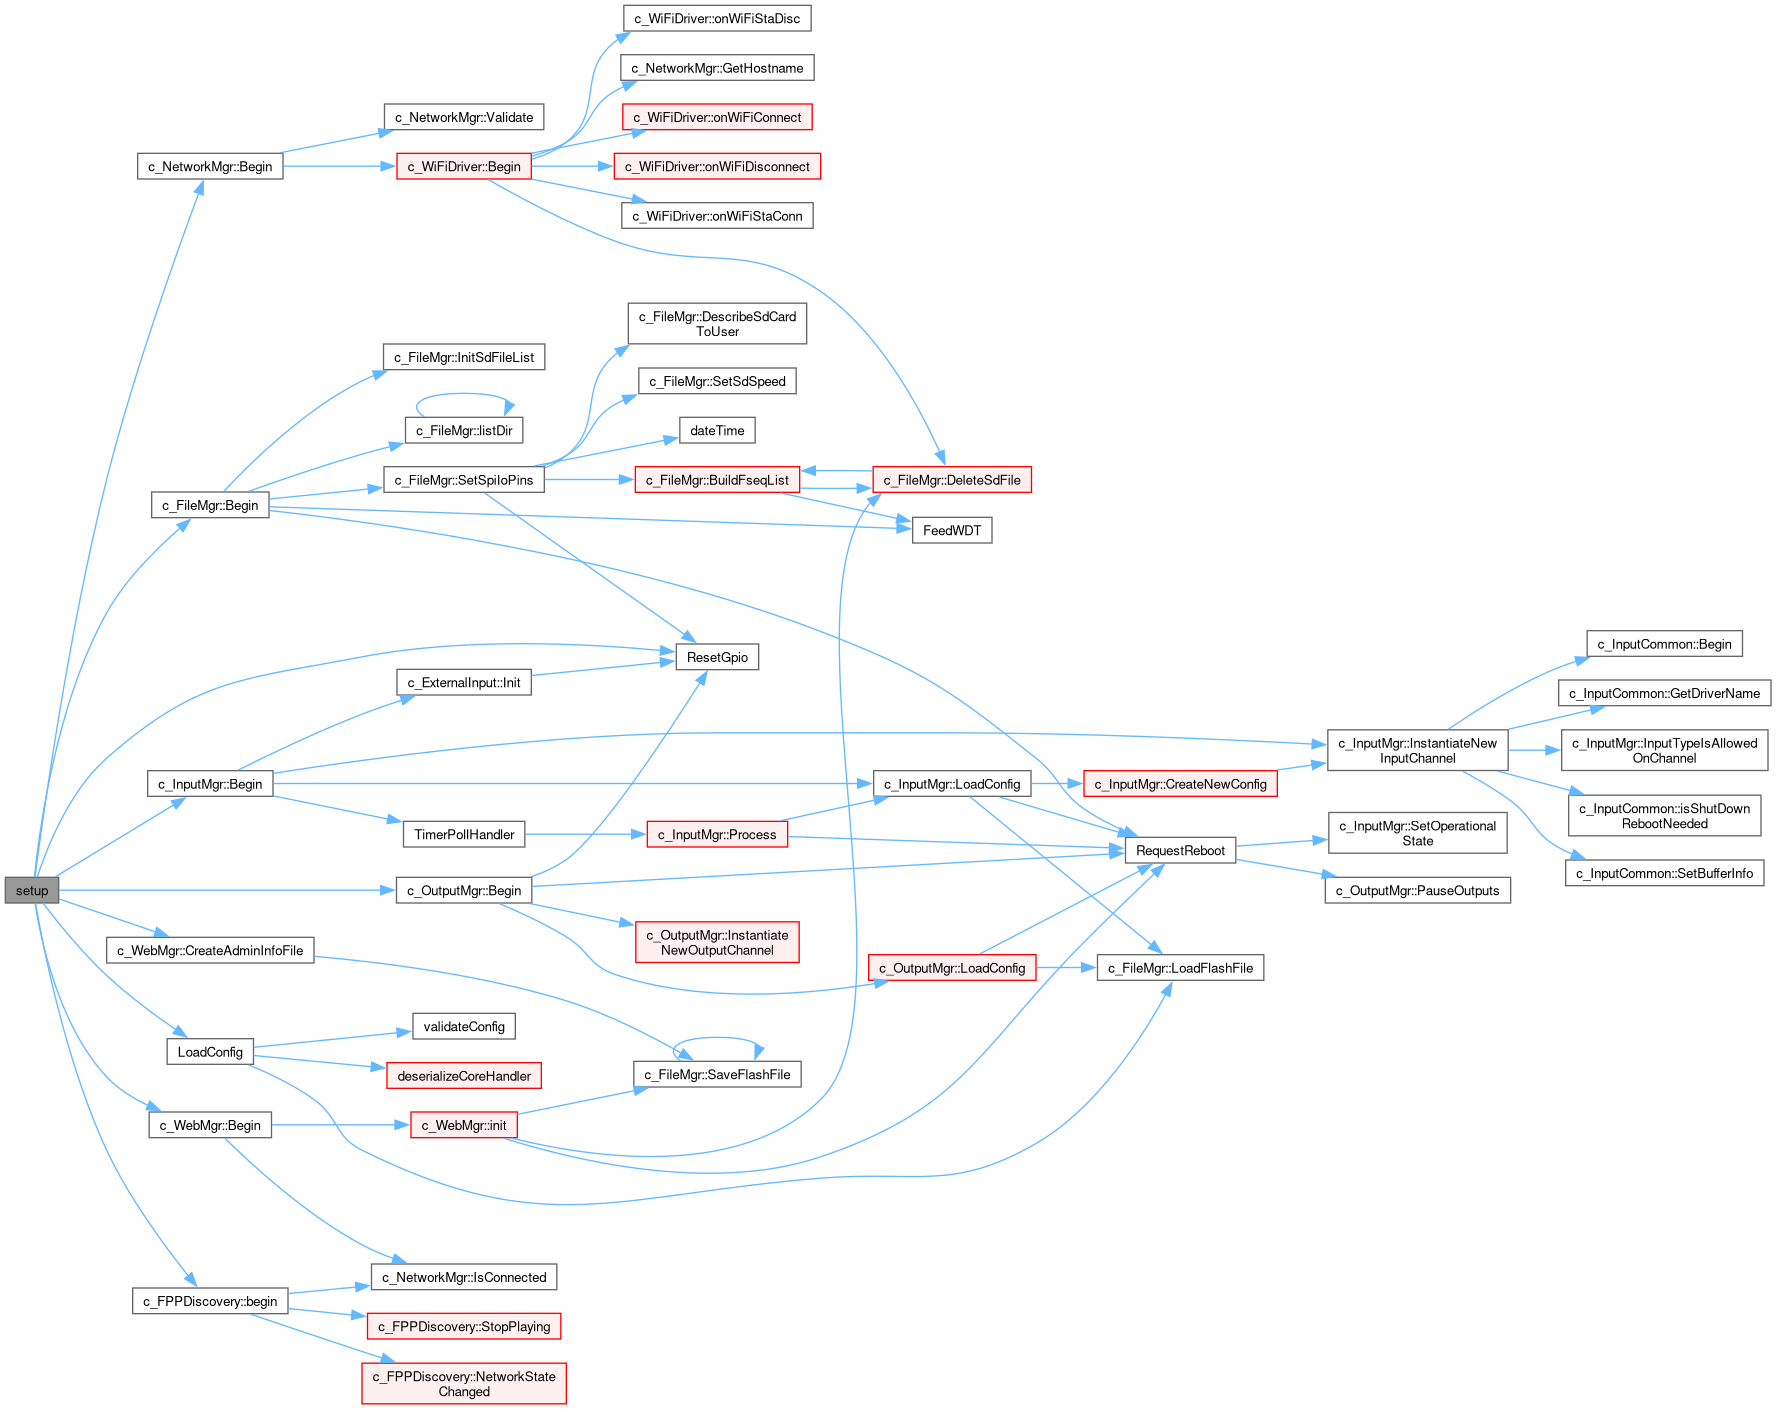 c_WiFiDriver::onWiFiStaDisc
c_NetworkMgr::GetHostname
c_NetworkMgr::Validate
c_WiFiDriver::onWiFiConnect
c_NetworkMgr::Begin
c_WiFiDriver::Begin
c_WiFiDriver::onWiFiDisconnect
c_WiFiDriver::onWiFiStaConn
c_FileMgr::DescribeSdCard
ToUser
c_FileMgr::InitSdFileList
c_FileMgr::SetSdSpeed
c_FileMgr::listDir
dateTime
c_FileMgr::SetSpiIoPins
c_FileMgr::BuildFseqList
c_FileMgr::DeleteSdFile
c_FileMgr::Begin
FeedWDT
ResetGpio
c_InputCommon::Begin
c_ExternalInput::Init
c_InputCommon::GetDriverName
c_InputMgr::InstantiateNew
InputChannel
c_InputMgr::InputTypeIsAllowed
OnChannel
c_InputMgr::Begin
c_InputMgr::LoadConfig
c_InputMgr::CreateNewConfig
c_InputCommon::isShutDown
RebootNeeded
TimerPollHandler
c_InputMgr::Process
c_InputMgr::SetOperational
State
RequestReboot
c_InputCommon::SetBufferInfo
setup
c_OutputMgr::Begin
c_OutputMgr::PauseOutputs
c_WebMgr::CreateAdminInfoFile
c_OutputMgr::Instantiate
NewOutputChannel
c_OutputMgr::LoadConfig
c_FileMgr::LoadFlashFile
validateConfig
LoadConfig
deserializeCoreHandler
c_FileMgr::SaveFlashFile
c_WebMgr::Begin
c_WebMgr::init
c_NetworkMgr::IsConnected
c_FPPDiscovery::begin
c_FPPDiscovery::StopPlaying
c_FPPDiscovery::NetworkState
Changed